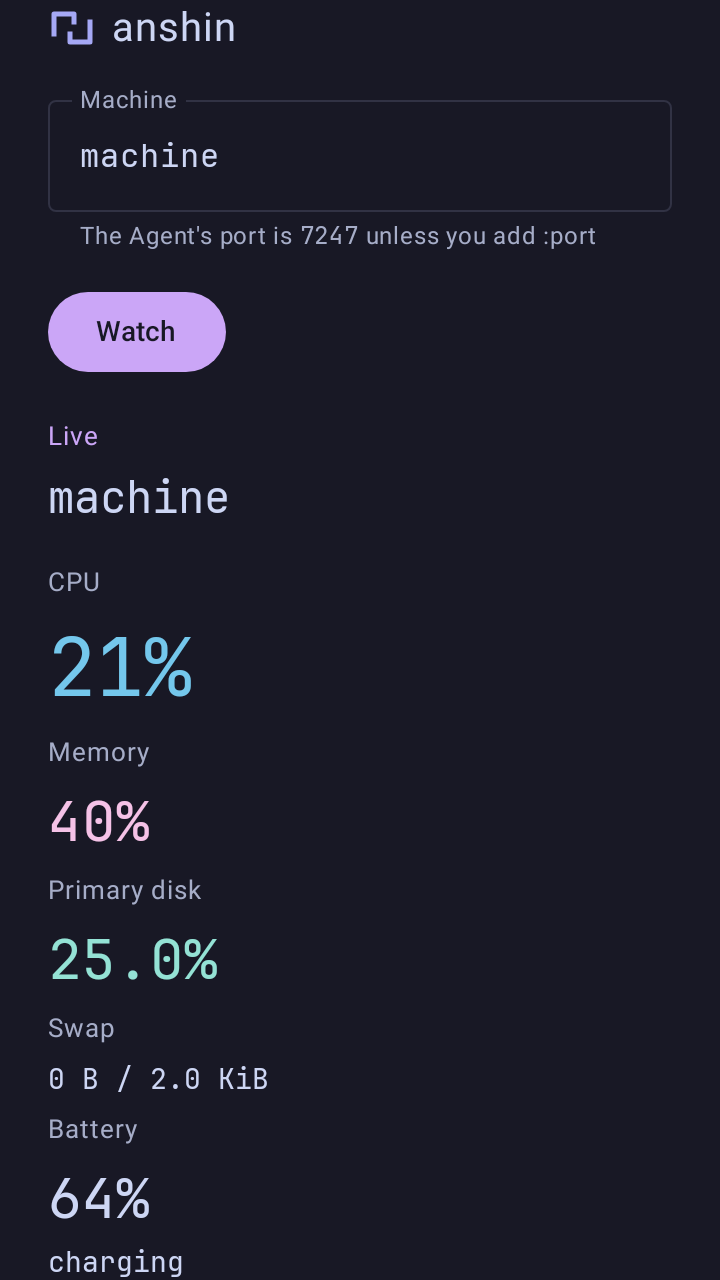 anshin
Machine
machine
The Agent's port is 7247 unless you add :port
Watch
Live
machine
CPU
21%
Memory
40%
Primary disk
25.0%
Swap
0 B / 2.0 KiB
Battery
64%
charging